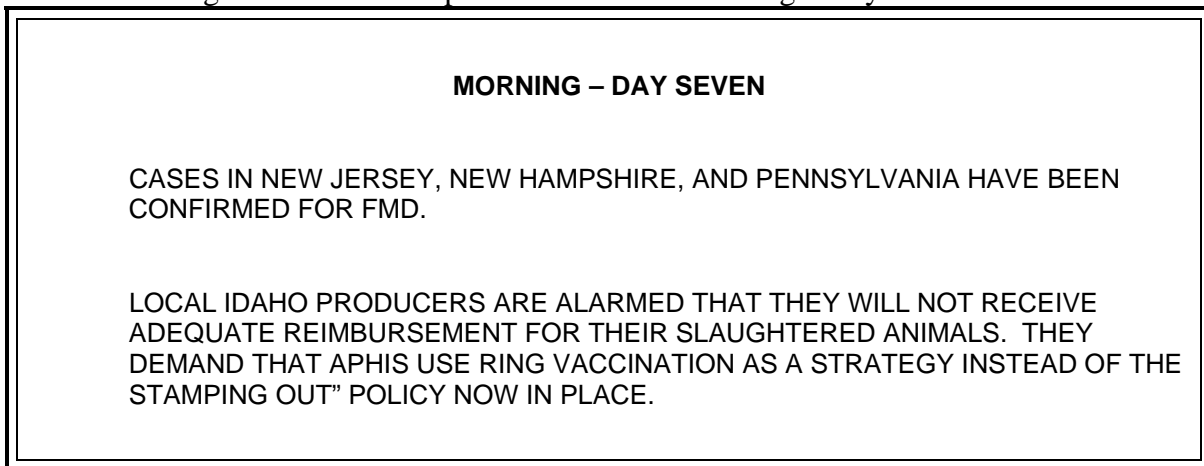 MORNING – DAY SEVEN
CASES IN NEW JERSEY, NEW HAMPSHIRE, AND PENNSYLVANIA HAVE BEEN
CONFIRMED FOR FMD.
LOCAL IDAHO PRODUCERS ARE ALARMED THAT THEY WILL NOT RECEIVE
ADEQUATE REIMBURSEMENT FOR THEIR SLAUGHTERED ANIMALS. THEY
DEMAND THAT APHIS USE RING VACCINATION AS A STRATEGY INSTEAD OF THE
STAMPING OUT” POLICY NOW IN PLACE.